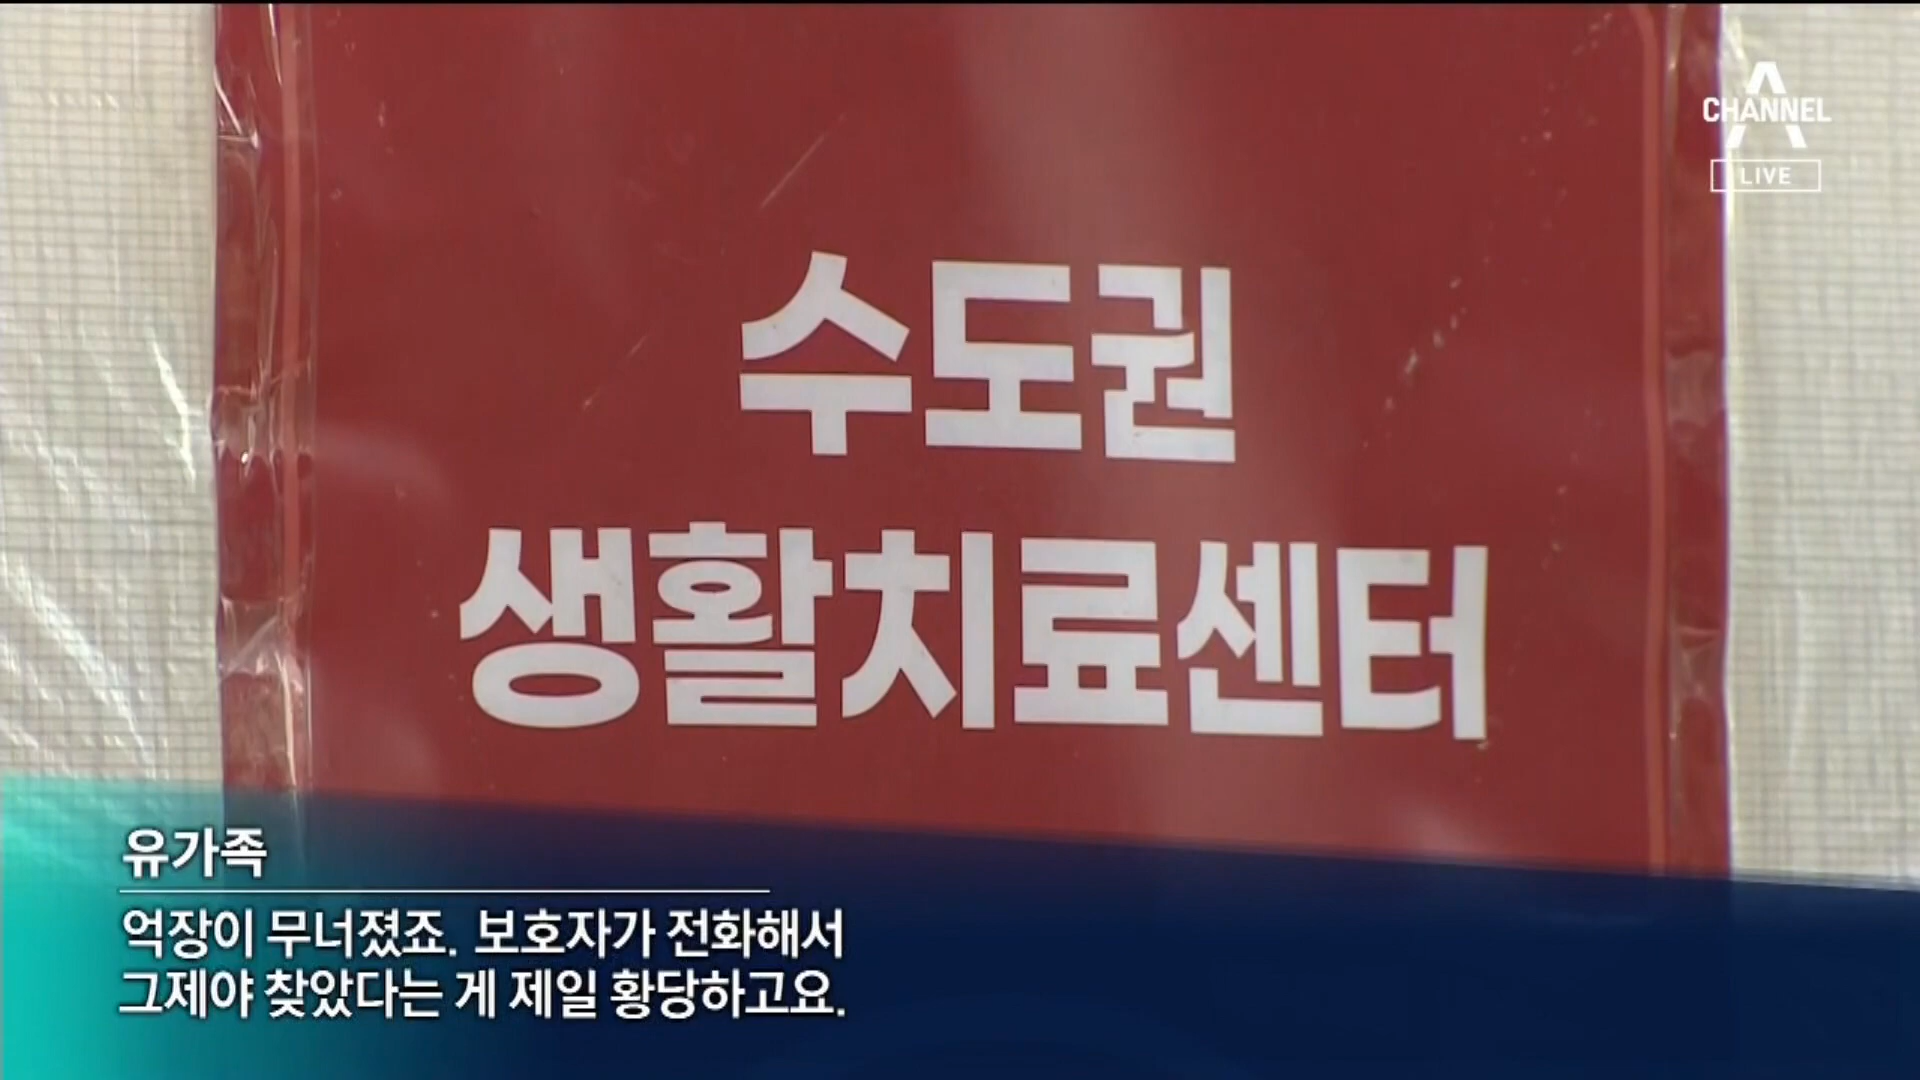 CHANNEL A
LIVE
수도권
생활치료센터
유가족
억장이 무너졌죠. 보호자가 전화해서
그제야 찾았다는 게 제일 황당하고요.